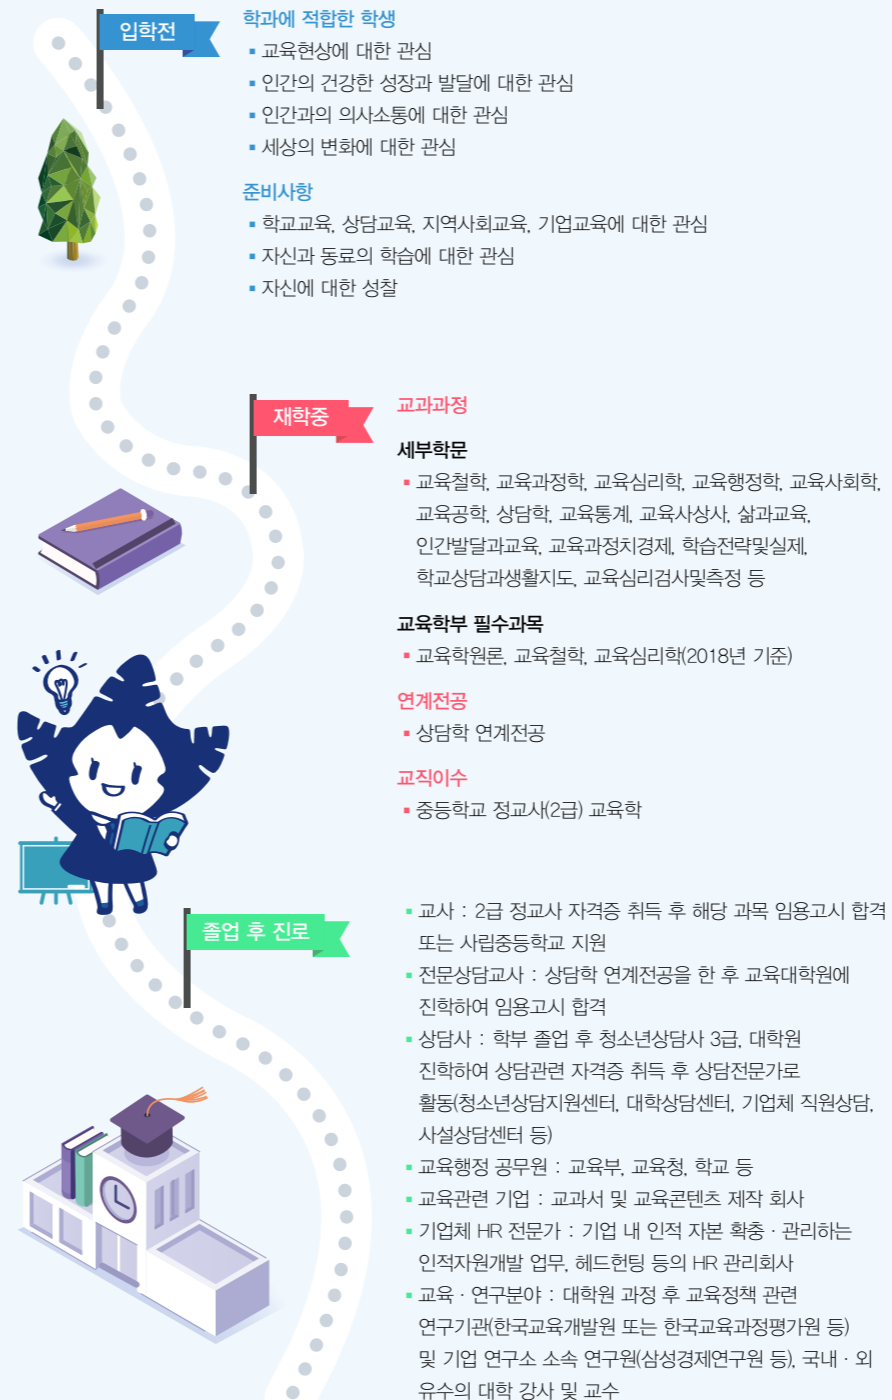 입학전
학과에 적합한 학생
▪ 교육현상에 대한 관심
▪ 인간의 건강한 성장과 발달에 대한 관심
▪ 인간과의 의사소통에 대한 관심
▪ 세상의 변화에 대한 관심
준비사항
▪ 학교교육, 상담교육, 지역사회교육, 기업교육에 대한 관심
▪ 자신과 동료의 학습에 대한 관심
▪ 자신에 대한 성찰
재학중
교과과정
세부학문
▪ 교육철학, 교육과정학, 교육심리학, 교육행정학, 교육사회학,
교육공학, 상담학, 교육통계, 교육사상사, 삶과교육,
인간발달과교육, 교육과정치경제, 학습전략및실제,
학교상담과생활지도, 교육심리검사및측정 등
교육학부 필수과목
▪ 교육학원론, 교육철학, 교육심리학(2018년 기준)
연계전공
▪ 상담학 연계전공
교직이수
▪ 중등학교 정교사(2급) 교육학
졸업 후 진로
▪ 교사 : 2급 정교사 자격증 취득 후 해당 과목 임용고시 합격
또는 사립중등학교 지원
▪ 전문상담교사 : 상담학 연계전공을 한 후 교육대학원에
진학하여 임용고시 합격
▪ 상담사 : 학부 졸업 후 청소년상담사 3급, 대학원
진학하여 상담관련 자격증 취득 후 상담전문가로
활동(청소년상담지원센터, 대학상담센터, 기업체 직원상담,
사설상담센터 등)
▪ 교육행정 공무원 : 교육부, 교육청, 학교 등
▪ 교육관련 기업 : 교과서 및 교육콘텐츠 제작 회사
▪ 기업체 HR 전문가 : 기업 내 인적 자본 확충 · 관리하는
인적자원개발 업무, 헤드헌팅 등의 HR 관리회사
▪ 교육 · 연구분야 : 대학원 과정 후 교육정책 관련
연구기관(한국교육개발원 또는 한국교육과정평가원 등)
및 기업 연구소 소속 연구원(삼성경제연구원 등), 국내 · 외
유수의 대학 강사 및 교수